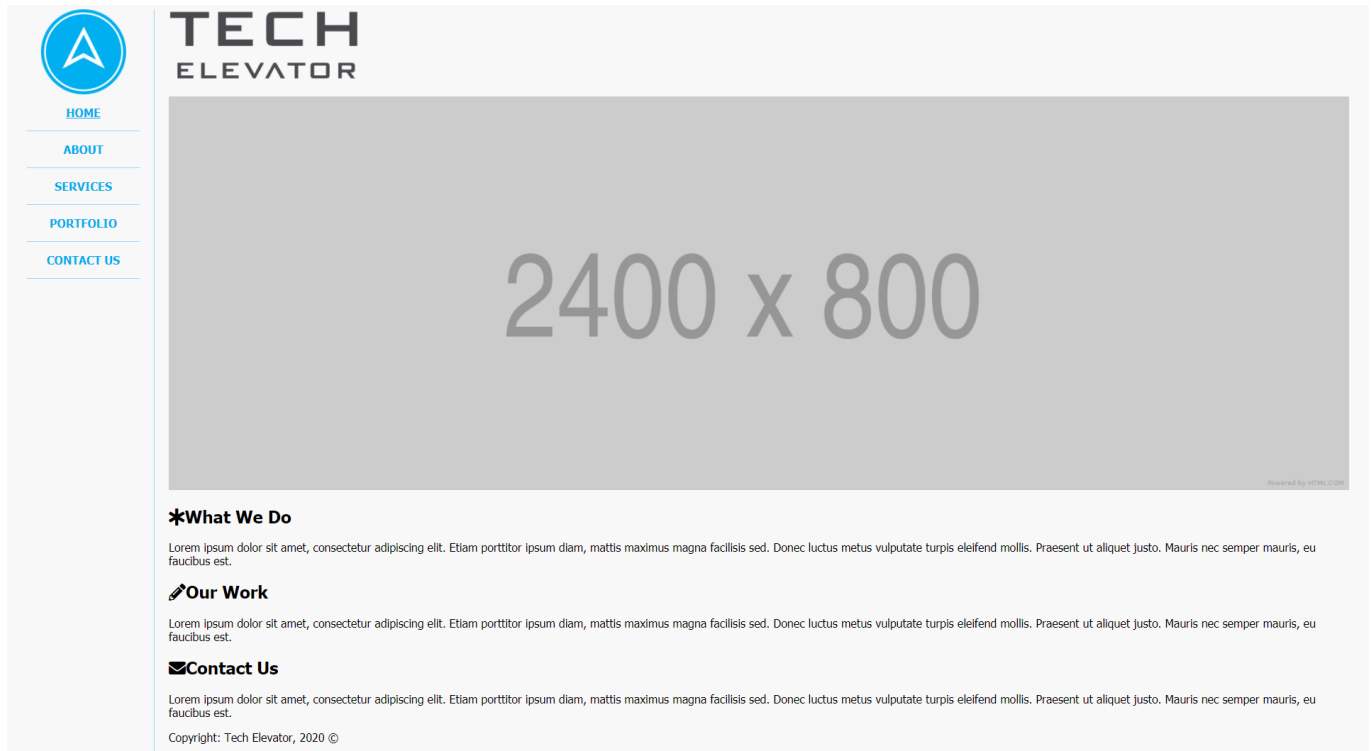 TECH
ELEVATOR
HOME
ABOUT
SERVICES
PORTFOLIO
CONTACT US
2400 x 800
Powered by HTML.COM
What We Do
Lorem ipsum dolor sit amet, consectetur adipiscing elit. Etiam porttitor ipsum diam, mattis maximus magna facilisis sed. Donec luctus metus vulputate turpis eleifend mollis. Praesent ut aliquet justo. Mauris nec semper mauris, eu
faucibus est.
Our Work
Lorem ipsum dolor sit amet, consectetur adipiscing elit. Etiam porttitor ipsum diam, mattis maximus magna facilisis sed. Donec luctus metus vulputate turpis eleifend mollis. Praesent ut aliquet justo. Mauris nec semper mauris, eu
faucibus est.
Contact Us
Lorem ipsum dolor sit amet, consectetur adipiscing elit. Etiam porttitor ipsum diam, mattis maximus magna facilisis sed. Donec luctus metus vulputate turpis eleifend mollis. Praesent ut aliquet justo. Mauris nec semper mauris, eu
faucibus est.
Copyright: Tech Elevator, 2020 ©